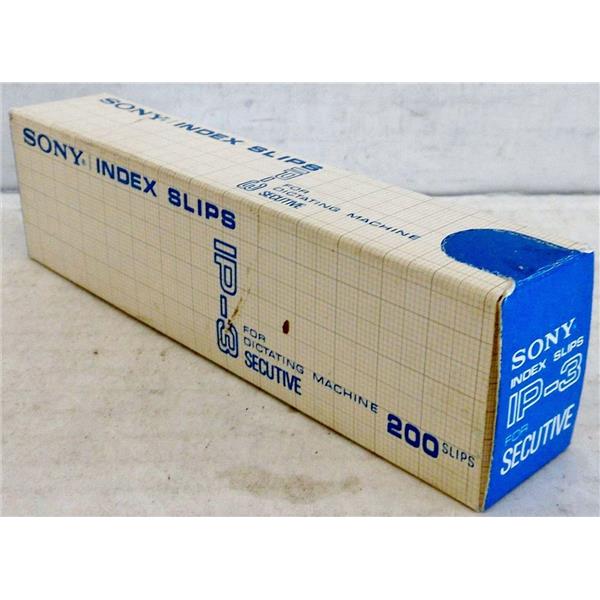 SONY® INDEX SLIPS
IP-3
FOR
DICTATING MACHINE
SECUTIVE
SONY® INDEX SLIPS
IP-3
FOR
DICTATING MACHINE
SECUTIVE
200 SLIPS
SONY®
INDEX SLIPS
IP-3
FOR
SECUTIVE